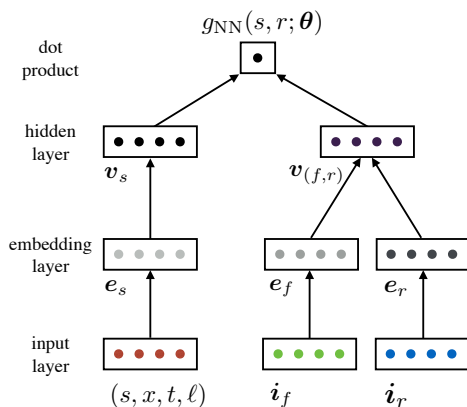 g_NN(s, r; θ)
dot
product
hidden
layer
v_s
v_(f,r)
embedding
layer
e_s
e_f
e_r
input
layer
(s, x, t, ℓ)
i_f
i_r